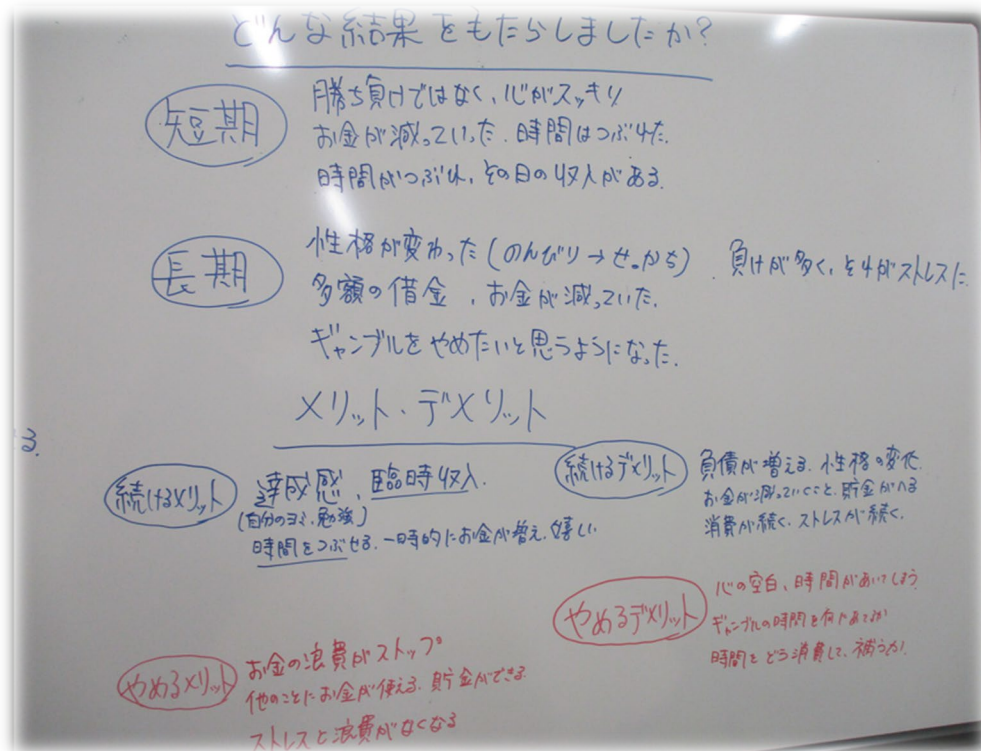 どんな結果をもたらしましたか?
短期
勝ち負けではなく、心がスッキリ
お金が減っていった. 時間はつぶれた.
時間がつぶれ、その日の収入がある.
長期
性格が変わった(のんびり→せっかち). 負けが多く、それがストレスだ
多額の借金、お金が減っていた.
ギャンブルをやめたいと思うようになった.
メリット・デメリット
る.
続けるメリット
達成感、臨時収入.
(自分のヨミ、勉強)
時間をつぶせる. 一時的にお金が増え、嬉しい
続けるデメリット
負債が増える. 性格の変化.
お金が減っていくこと、貯金がへる
消費が続く、ストレスが続く.
やめるデメリット
心の空白、時間があいてしまう.
ギャンブルの時間を何にあてるか
時間をどう消費して、補うか.
やめるメリット
お金の浪費がストップ
他のことにお金が使える. 貯金ができる
ストレスと浪費がなくなる